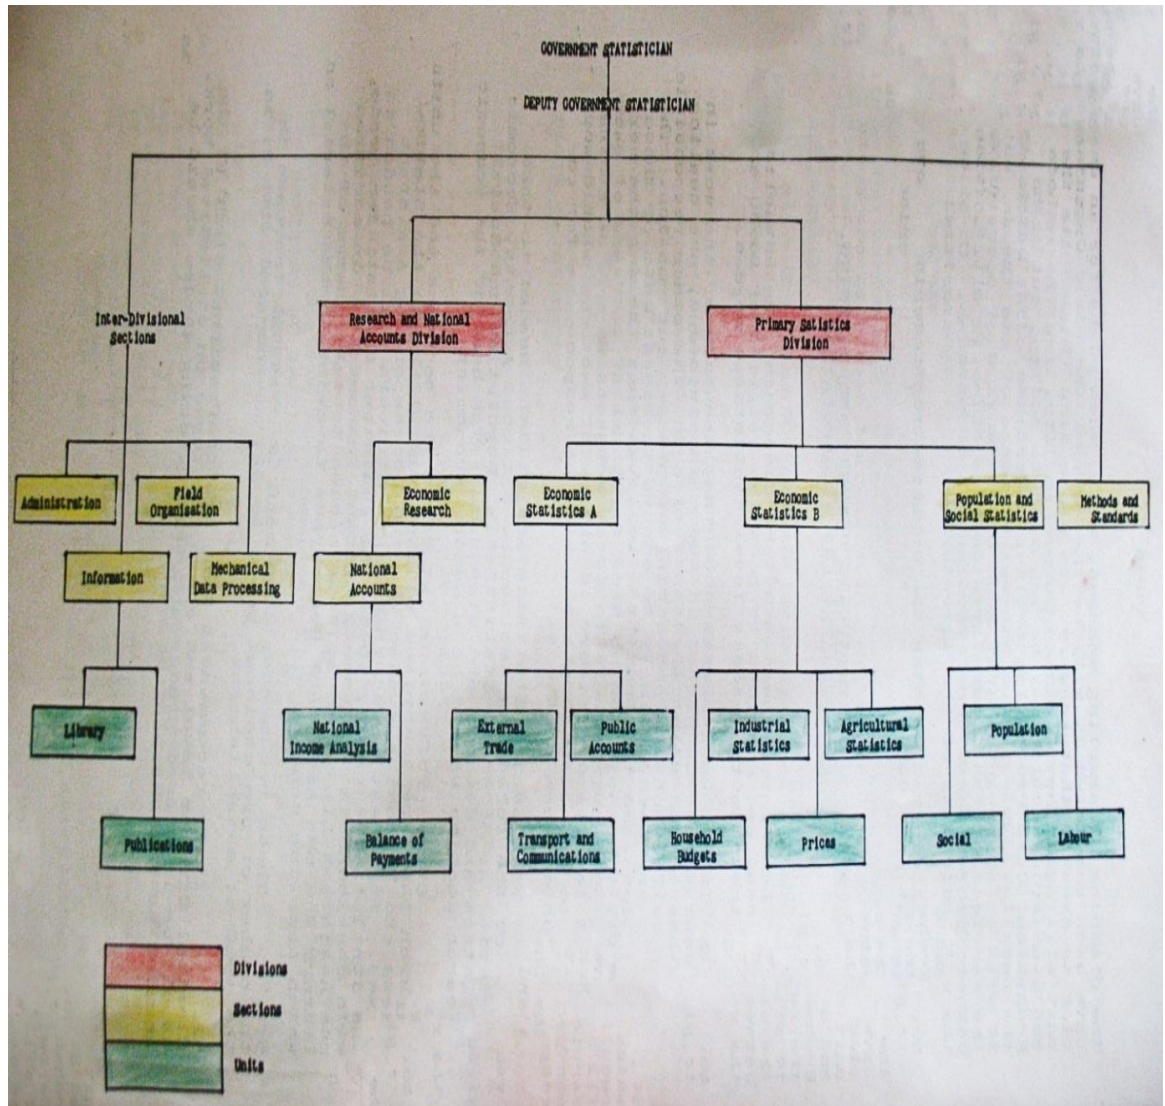 GOVERNMENT STATISTICIAN
DEPUTY GOVERNMENT STATISTICIAN
Inter-Divisional
Sections
Research and National
Accounts Division
Primary Satistics
Division
Administration
Field
Organisation
Economic
Research
Economic
Statistics A
Economic
Statistics B
Population and
Social Statistics
Methods and
Standards
Information
Mechanical
Data Processing
National
Accounts
Library
National
Income Analysis
External
Trade
Public
Accounts
Industrial
Statistics
Agricultural
Statistics
Population
Publications
Balance of
Payments
Transport and
Communications
Household
Budgets
Prices
Social
Labour
Divisions
Sections
Units